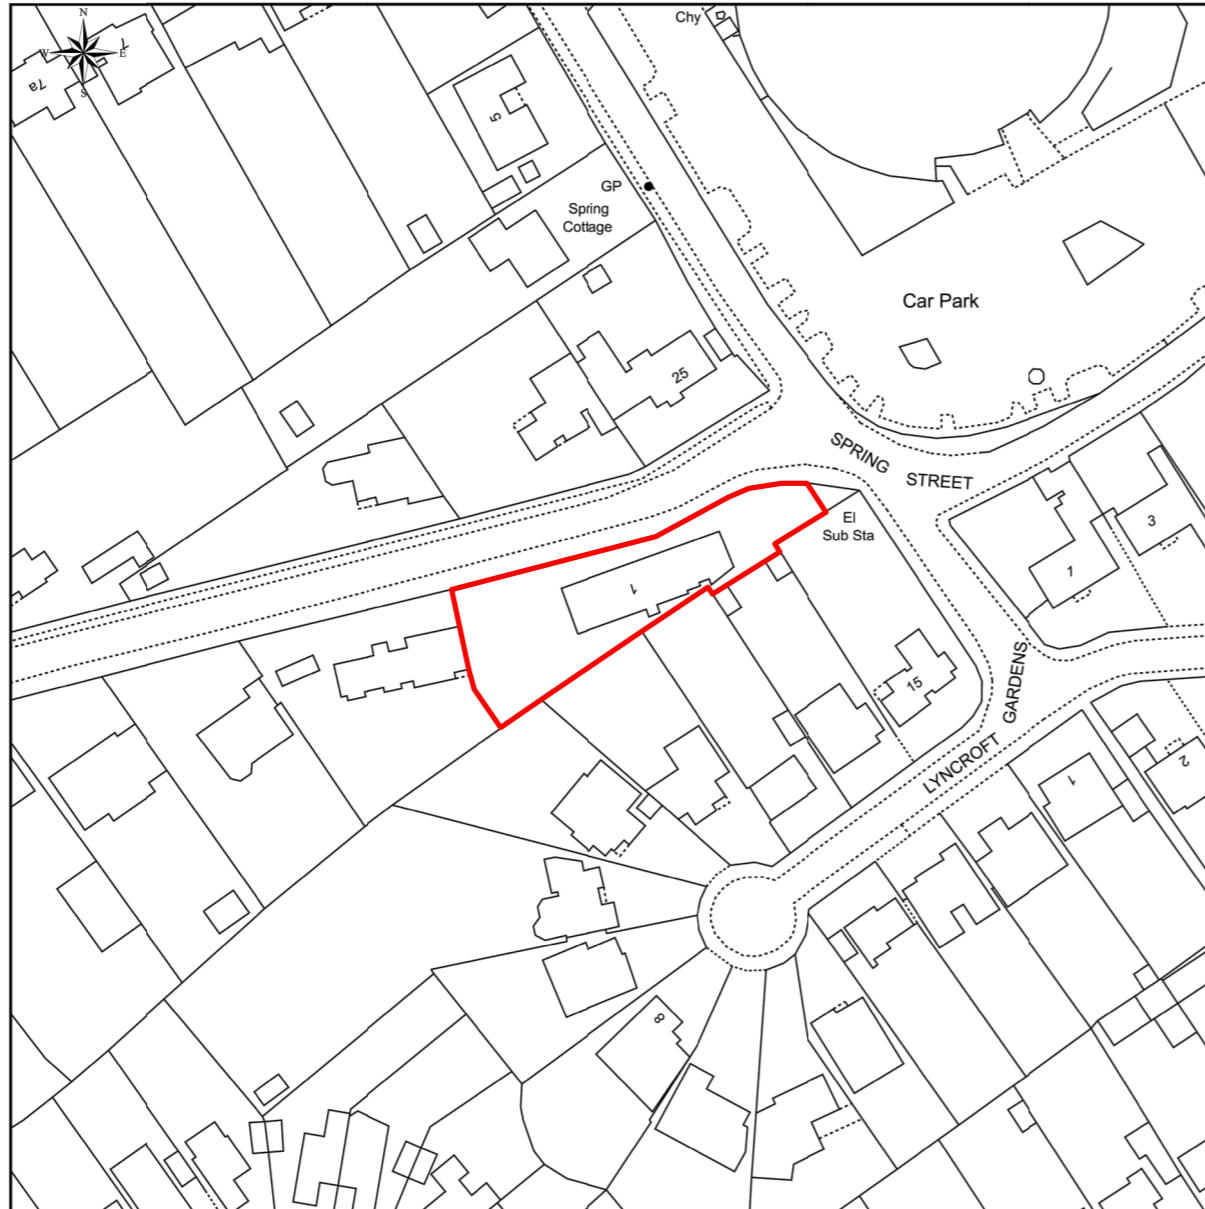 Chy
N
W
E
S
7
7a
5
GP
Spring
Cottage
Car Park
25
SPRING STREET
El
Sub Sta
3
1
1
15
GARDENS
LYNCROFT
1
2
8